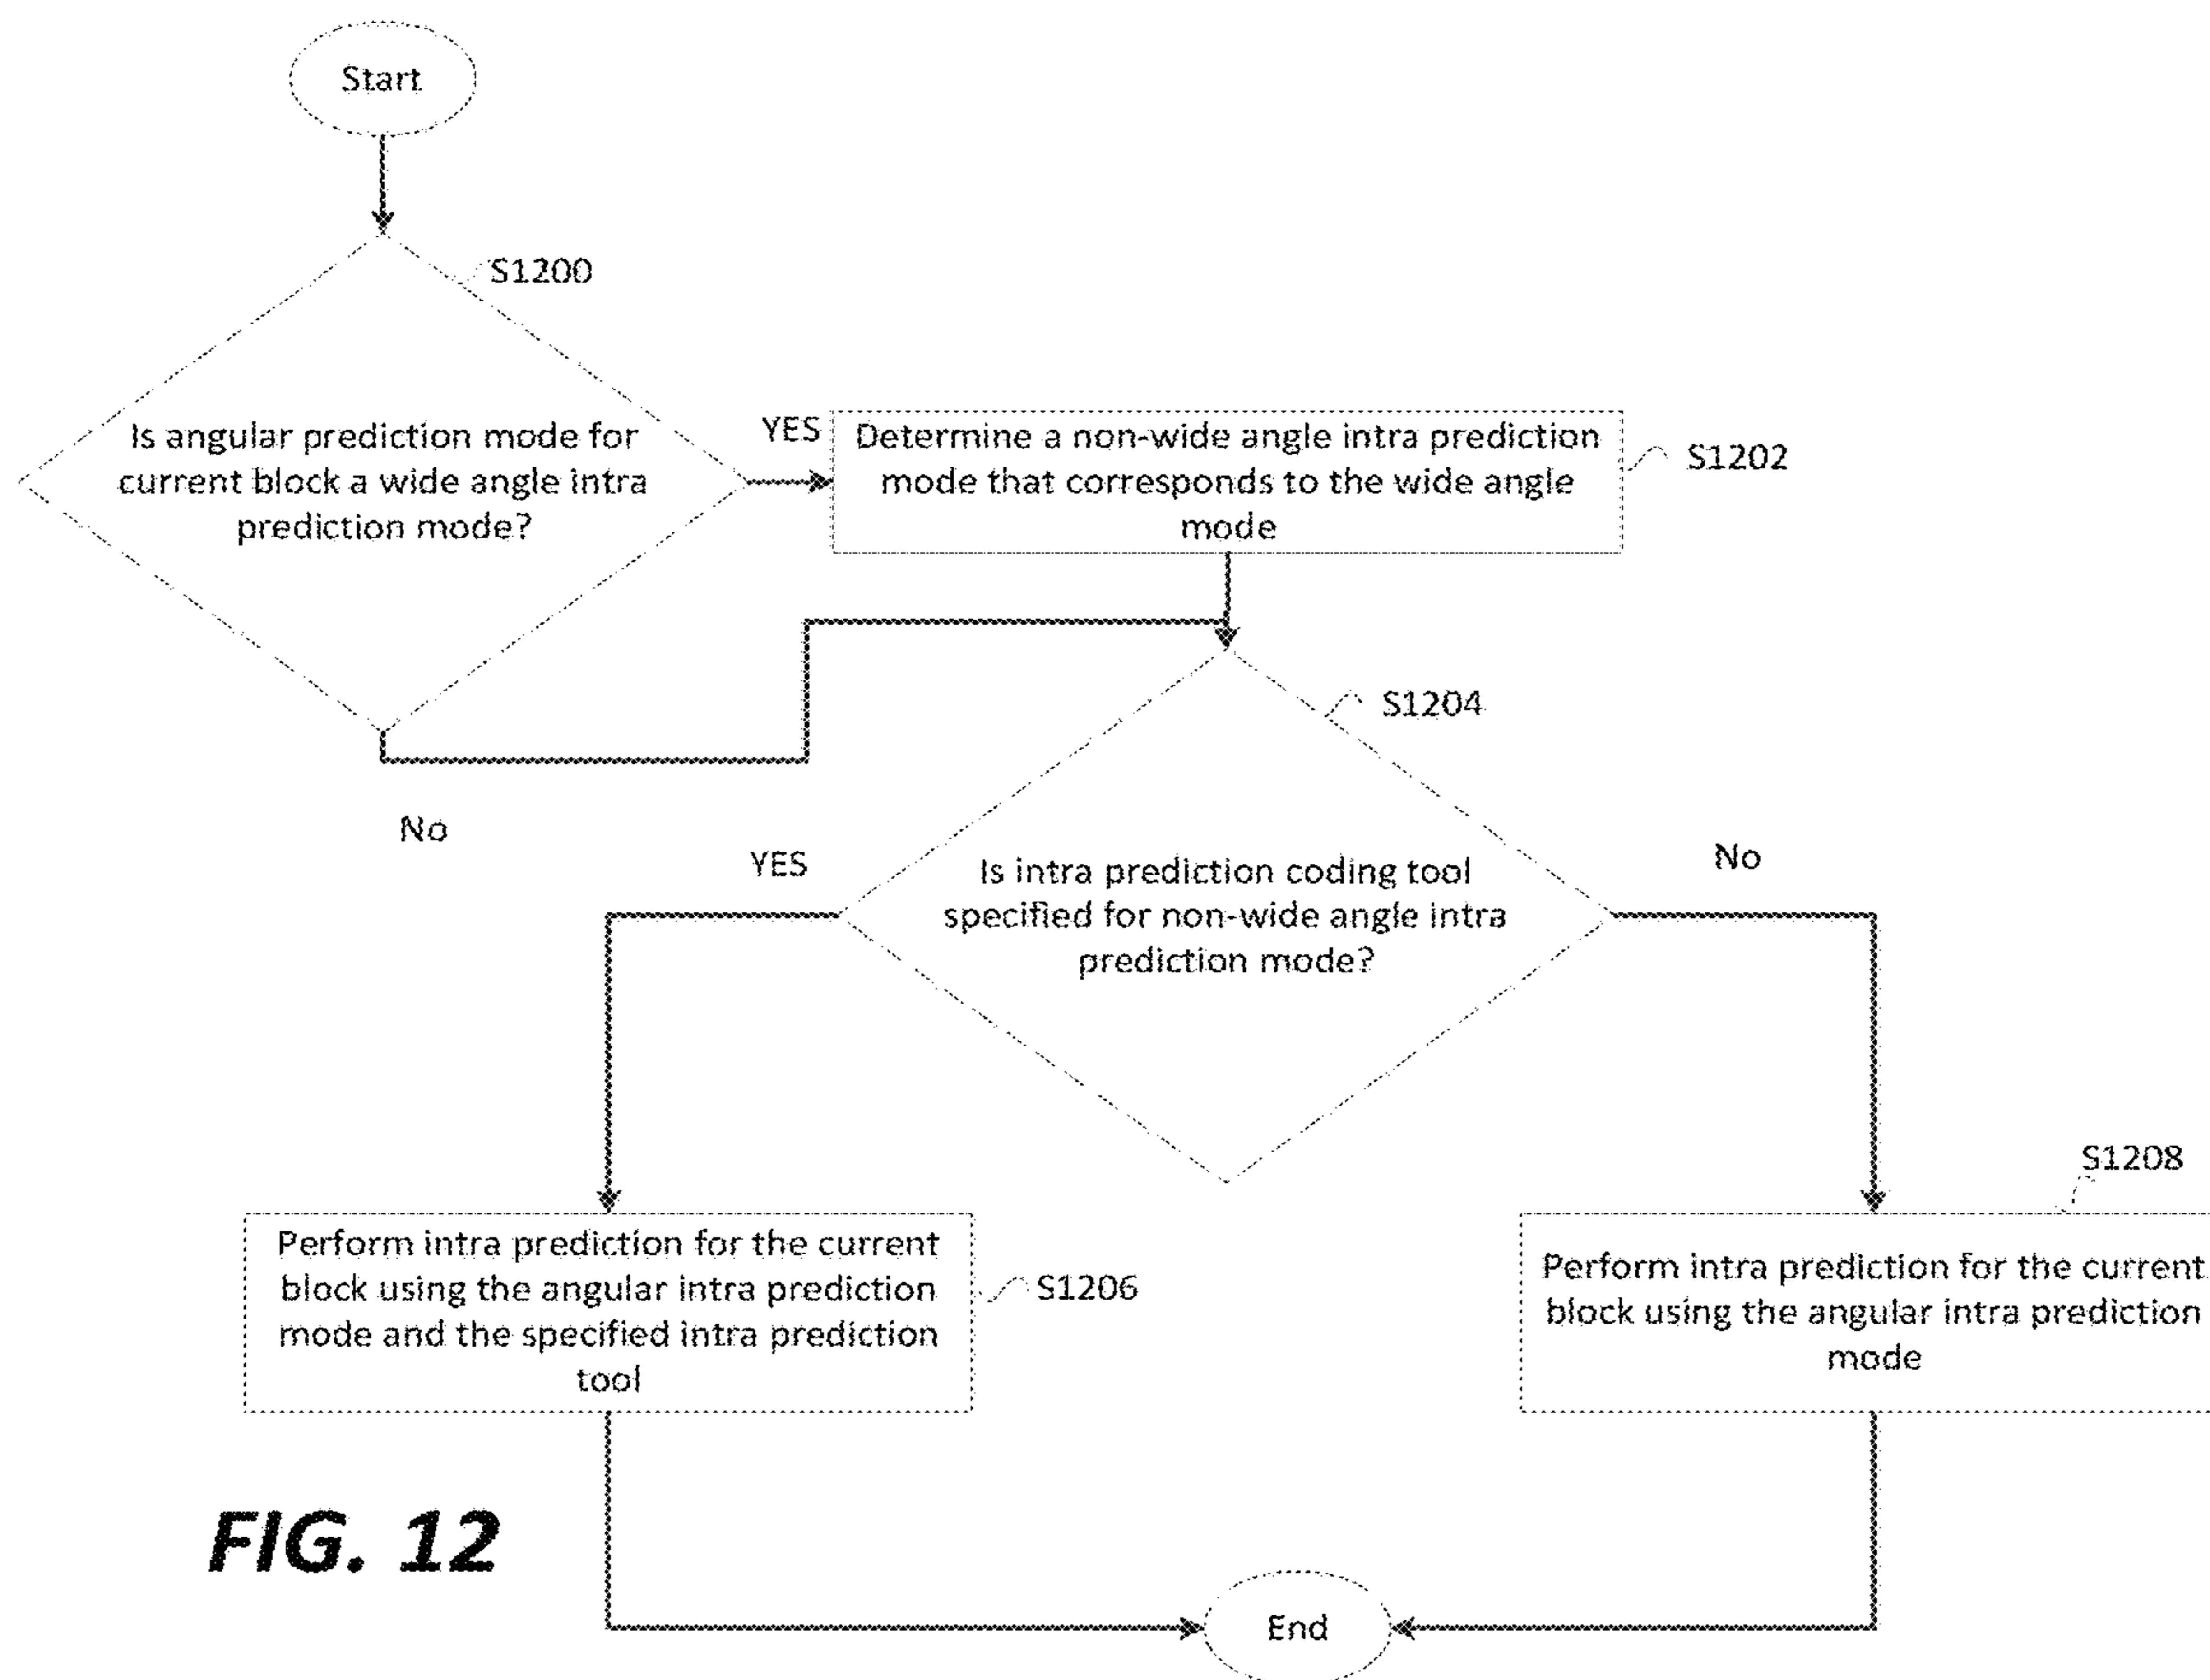 Start
S1200
Is angular prediction mode for
current block a wide angle intra
prediction mode?
YES
Determine a non-wide angle intra prediction
mode that corresponds to the wide angle
mode
S1202
No
S1204
Is intra prediction coding tool
specified for non-wide angle intra
prediction mode?
YES
No
Perform intra prediction for the current
block using the angular intra prediction
mode and the specified intra prediction
tool
S1206
S1208
Perform intra prediction for the current
block using the angular intra prediction
mode
FIG. 12
End